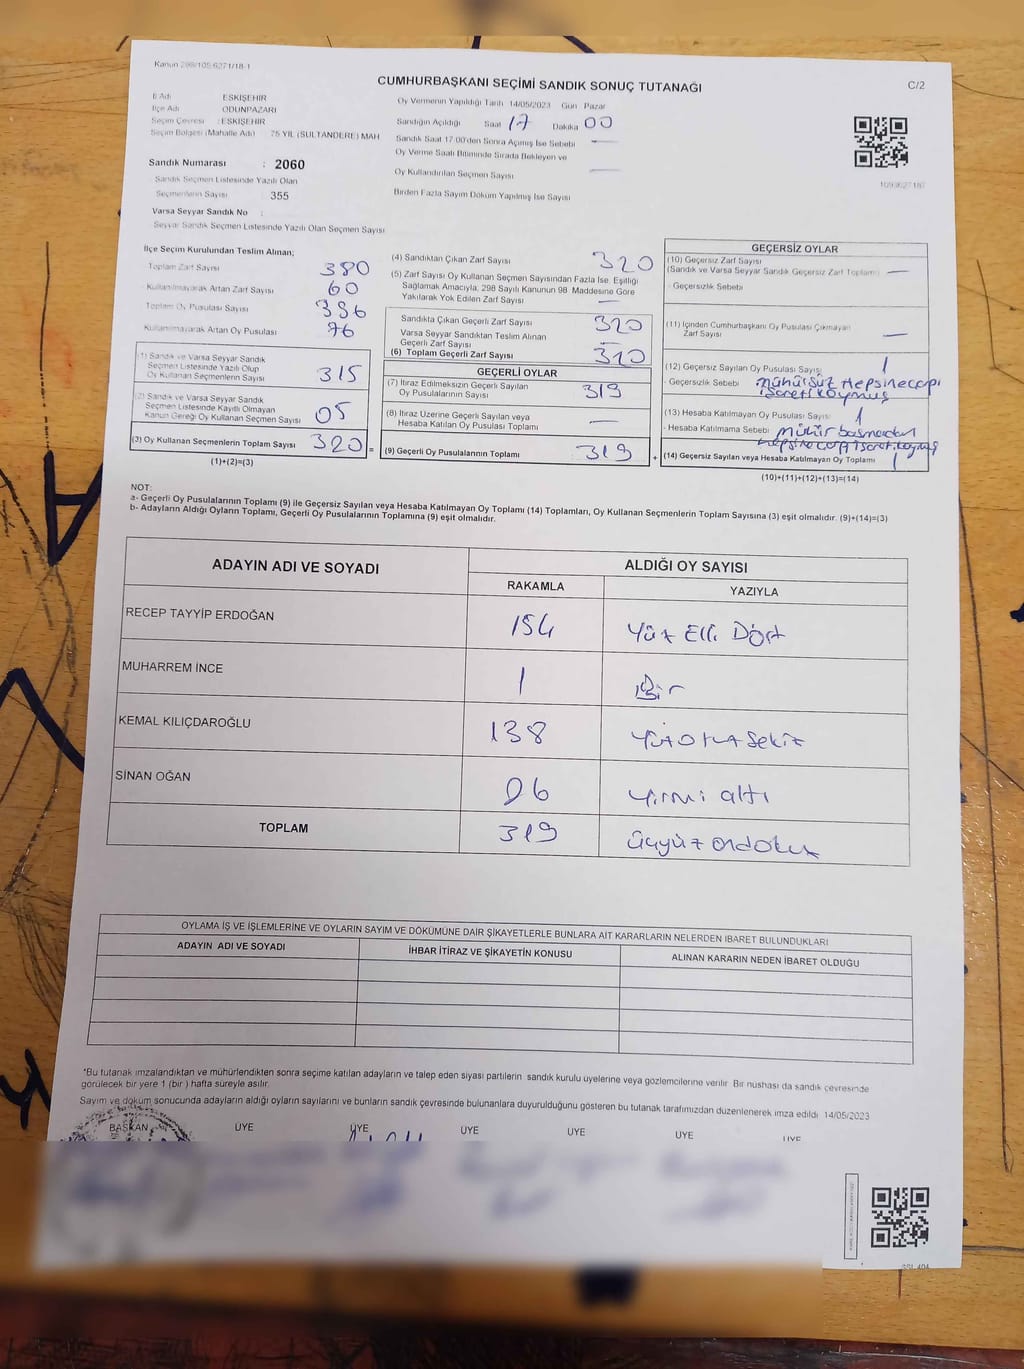 Kanun 298/105-6271/18-1
CUMHURBAŞKANI SEÇİMİ SANDIK SONUÇ TUTANAĞI
C/2
İl Adı ESKİŞEHİR
İlçe Adı ODUNPAZARI
Seçim Çevresi : ESKİŞEHİR
Seçim Bölgesi (Mahalle Adı) 75 YIL (SULTANDERE) MAH
Sandık Numarası : 2060
Sandık Seçmen Listesinde Yazılı Olan
Seçmenlerin Sayısı 355
Varsa Seyyar Sandık No :
Seyyar Sandık Seçmen Listesinde Yazılı Olan Seçmen Sayısı
Oy Vermenin Yapıldığı Tarih 14/05/2023 Gün Pazar
Sandığın Açıldığı Saat 17 Dakika 00
Sandık Saat 17:00'den Sonra Açılmış İse Sebebi —
Oy Verme Saati Bitiminde Sırada Bekleyen ve
Oy Kullandırılan Seçmen Sayısı —
Birden Fazla Sayım Döküm Yapılmış İse Sayısı
İlçe Seçim Kurulundan Teslim Alınan;
Toplam Zarf Sayısı 380
Kullanılmayarak Artan Zarf Sayısı 60
Toplam Oy Pusulası Sayısı 396
Kullanılmayarak Artan Oy Pusulası 76
(1) Sandık ve Varsa Seyyar Sandık
Seçmen Listesinde Yazılı Olup
Oy Kullanan Seçmenlerin Sayısı 315
(2) Sandık ve Varsa Seyyar Sandık
Seçmen Listesinde Kayıtlı Olmayan
Kanun Gereği Oy Kullanan Seçmen Sayısı 05
(3) Oy Kullanan Seçmenlerin Toplam Sayısı 320 =
(1)+(2)=(3)
(4) Sandıktan Çıkan Zarf Sayısı 320
(5) Zarf Sayısı Oy Kullanan Seçmen Sayısından Fazla İse, Eşitliği
Sağlamak Amacıyla, 298 Sayılı Kanunun 98. Maddesine Göre
Yakılarak Yok Edilen Zarf Sayısı —
Sandıkta Çıkan Geçerli Zarf Sayısı 320
Varsa Seyyar Sandıktan Teslim Alınan
Geçerli Zarf Sayısı
(6) Toplam Geçerli Zarf Sayısı 320
GEÇERLİ OYLAR
(7) İtiraz Edilmeksizin Geçerli Sayılan
Oy Pusulalarının Sayısı 319
(8) İtiraz Üzerine Geçerli Sayılan veya
Hesaba Katılan Oy Pusulası Toplamı —
(9) Geçerli Oy Pusulalarının Toplamı 319 +
GEÇERSİZ OYLAR
(10) Geçersiz Zarf Sayısı
(Sandık ve Varsa Seyyar Sandık Geçersiz Zarf Toplamı) —
- Geçersizlik Sebebi
(11) İçinden Cumhurbaşkanı Oy Pusulası Çıkmayan
Zarf Sayısı —
(12) Geçersiz Sayılan Oy Pusulası Sayısı 1
- Geçersizlik Sebebi mühürsüz Hepsine carpı
işareti koymuş
(13) Hesaba Katılmayan Oy Pusulası Sayısı 1
- Hesaba Katılmama Sebebi mühür basmadan
hepsine carpı isaret koymuş
(14) Geçersiz Sayılan veya Hesaba Katılmayan Oy Toplamı 1
(10)+(11)+(12)+(13)=(14)
NOT:
a- Geçerli Oy Pusulalarının Toplamı (9) ile Geçersiz Sayılan veya Hesaba Katılmayan Oy Toplamı (14) Toplamları, Oy Kullanan Seçmenlerin Toplam Sayısına (3) eşit olmalıdır. (9)+(14)=(3)
b- Adayların Aldığı Oyların Toplamı, Geçerli Oy Pusulalarının Toplamına (9) eşit olmalıdır.
ADAYIN ADI VE SOYADI
ALDIĞI OY SAYISI
RAKAMLA YAZIYLA
RECEP TAYYİP ERDOĞAN 154 Yüz Elli Dört
MUHARREM İNCE 1 Bir
KEMAL KILIÇDAROĞLU 138 Yüz Otuz Sekiz
SİNAN OĞAN 26 Yirmi altı
TOPLAM 319 üçyüz ondokuz
OYLAMA İŞ VE İŞLEMLERİNE VE OYLARIN SAYIM VE DÖKÜMÜNE DAİR ŞİKAYETLERLE BUNLARA AİT KARARLARIN NELERDEN İBARET BULUNDUKLARI
ADAYIN ADI VE SOYADI İHBAR İTİRAZ VE ŞİKAYETİN KONUSU ALINAN KARARIN NEDEN İBARET OLDUĞU
*Bu tutanak imzalandıktan ve mühürlendikten sonra seçime katılan adayların ve talep eden siyasi partilerin sandık kurulu üyelerine veya gözlemcilerine verilir. Bir nüshası da sandık çevresinde
görülecek bir yere 1 (bir) hafta süreyle asılır.
Sayım ve döküm sonucunda adayların aldığı oyların sayılarını ve bunların sandık çevresinde bulunanlara duyurulduğunu gösteren bu tutanak tarafımızdan düzenlenerek imza edildi. 14/05/2023
BAŞKAN ÜYE ÜYE ÜYE ÜYE ÜYE ÜYE